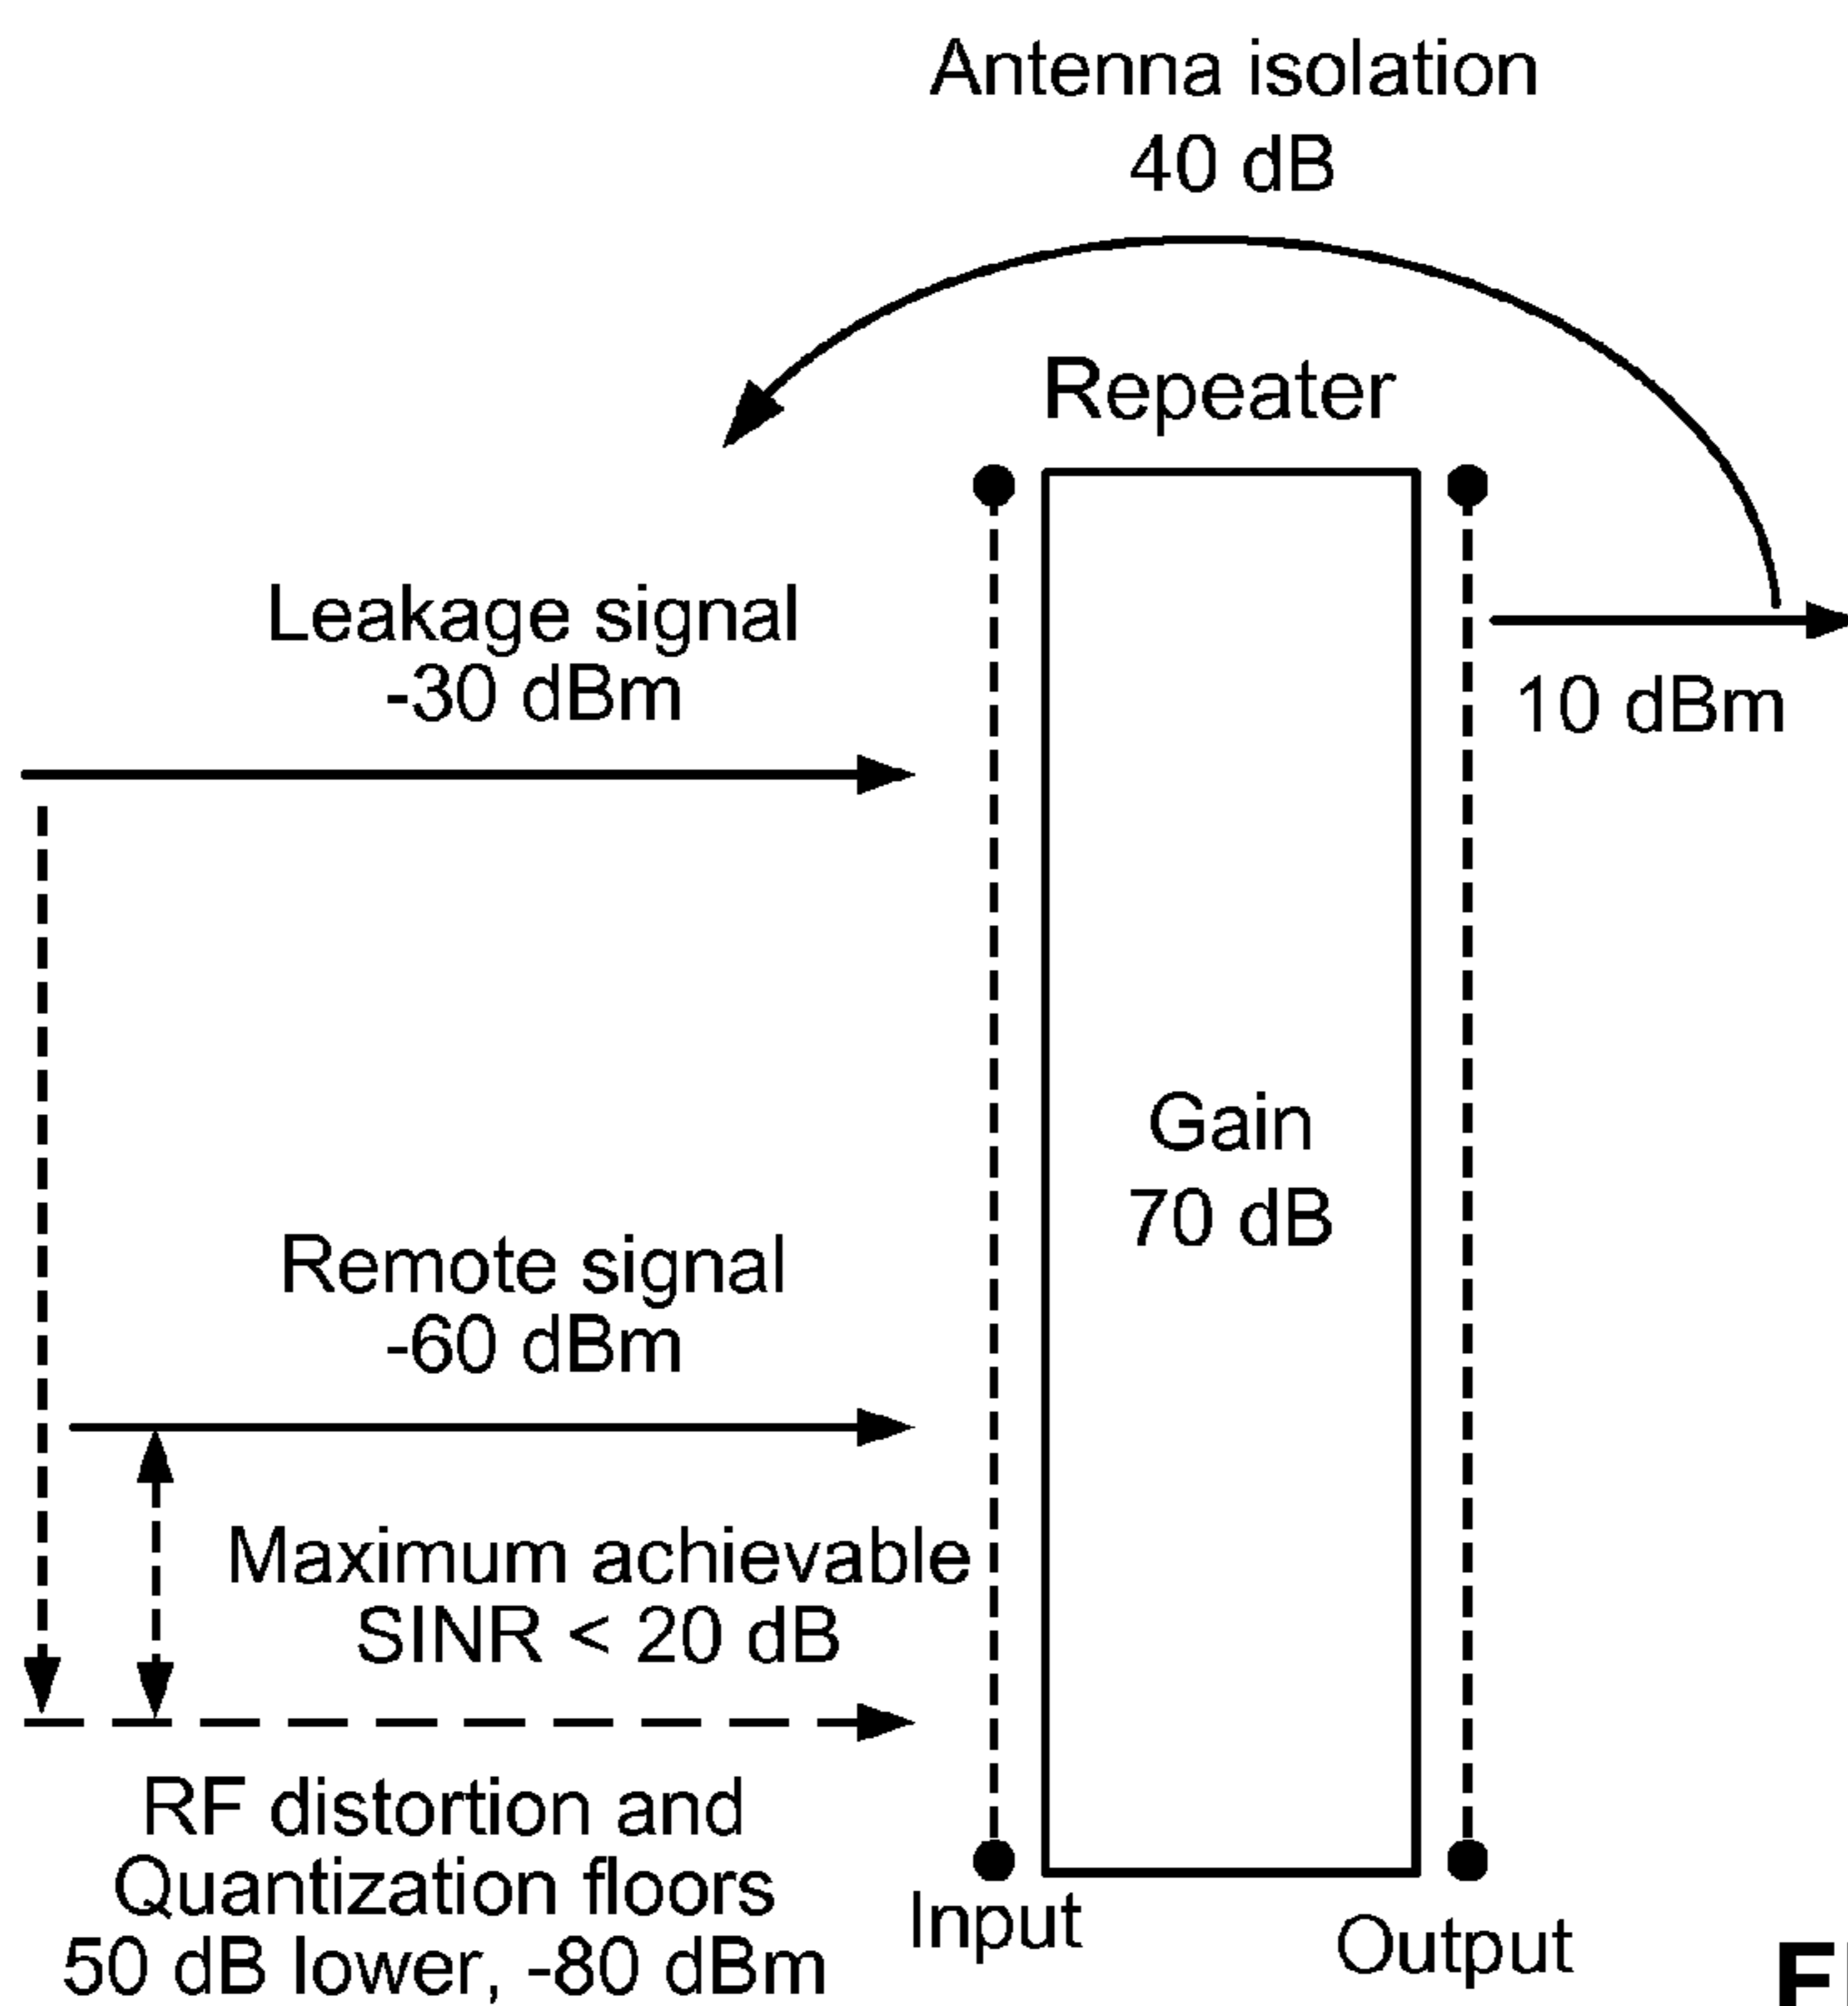 Antenna isolation
40 dB
Repeater
Leakage signal
-30 dBm
10 dBm
Gain
70 dB
Remote signal
-60 dBm
Maximum achievable
SINR < 20 dB
RF distortion and
Quantization floors
50 dB lower, -80 dBm
Input
Output